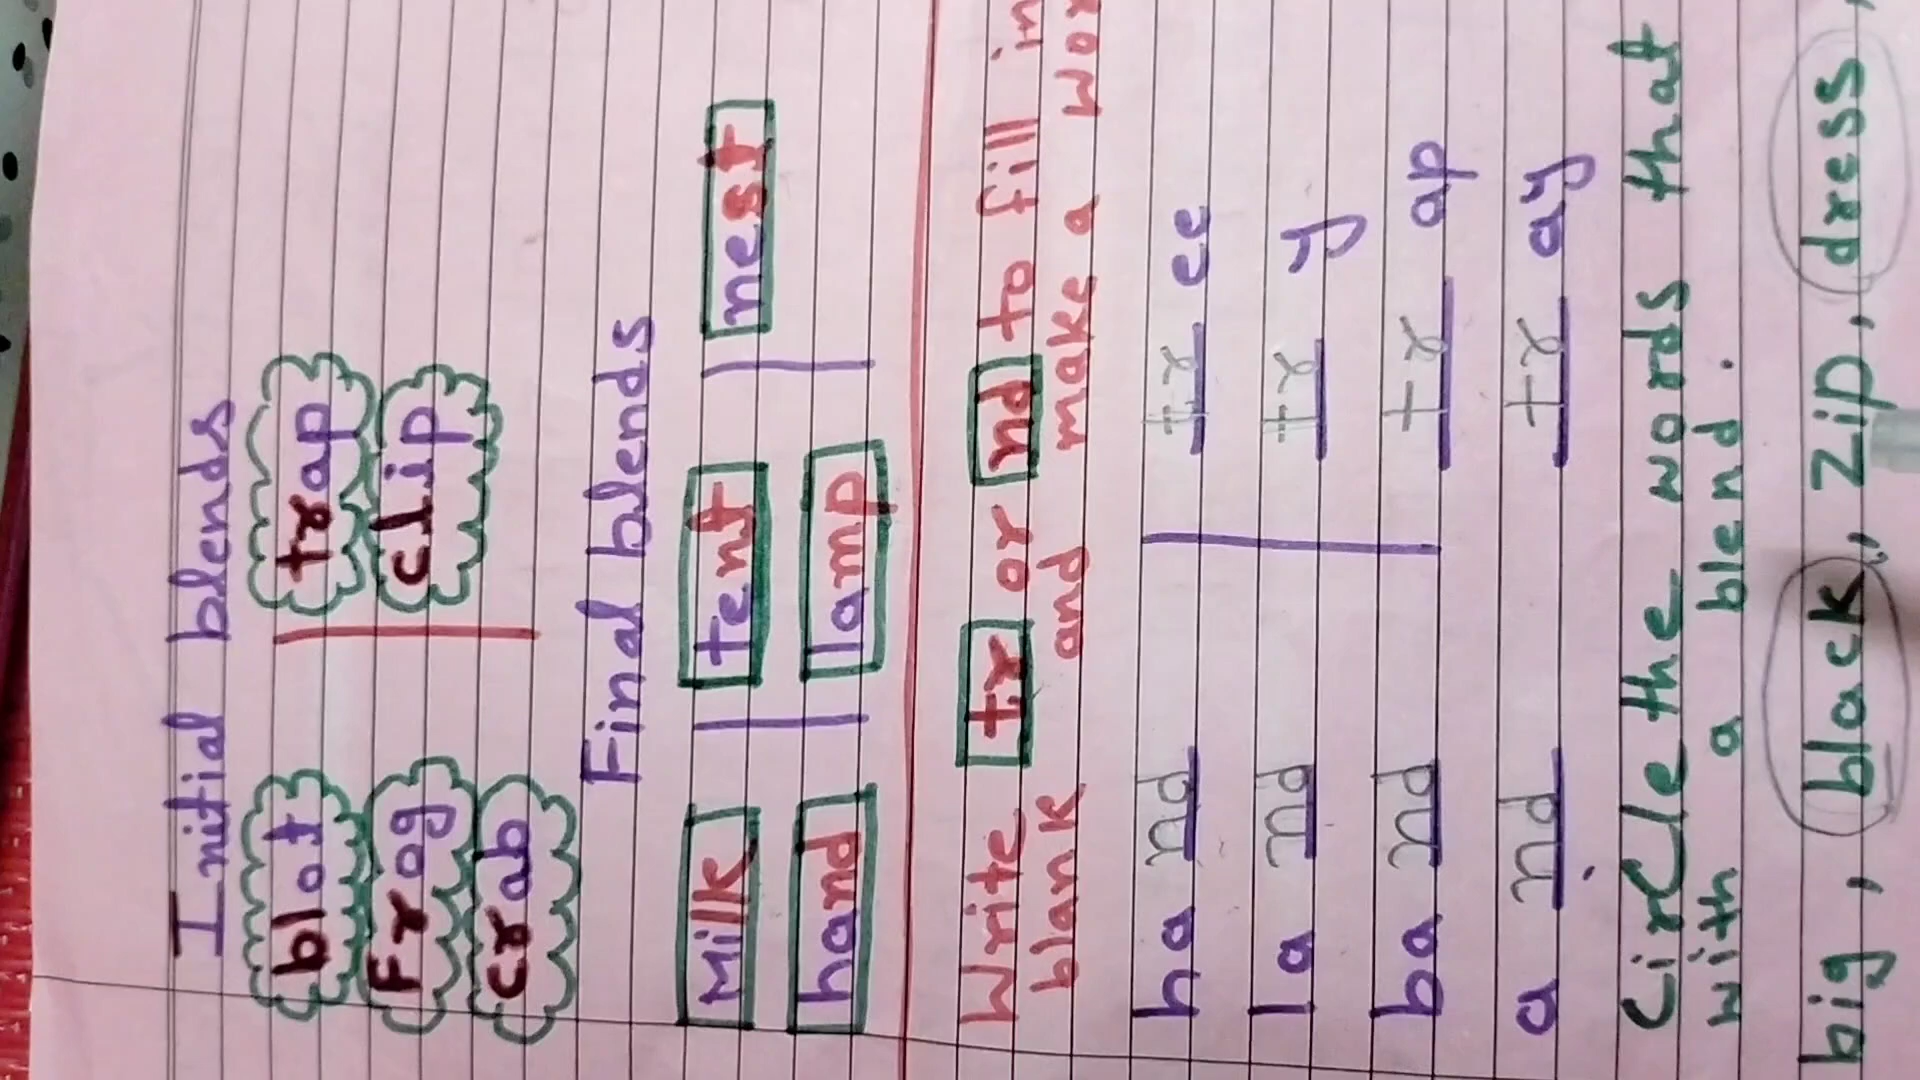 Initial blends
blot trap
Frog clip
crab
Final blends
Milk tent nest
hand lamp
Write tr or nd to fill in
blank and make a wor
ha nd tr ee
la nd tr y
ba nd tr ap
a nd tr ay
Circle the words that
with a blend.
big, black, Zip, dress,